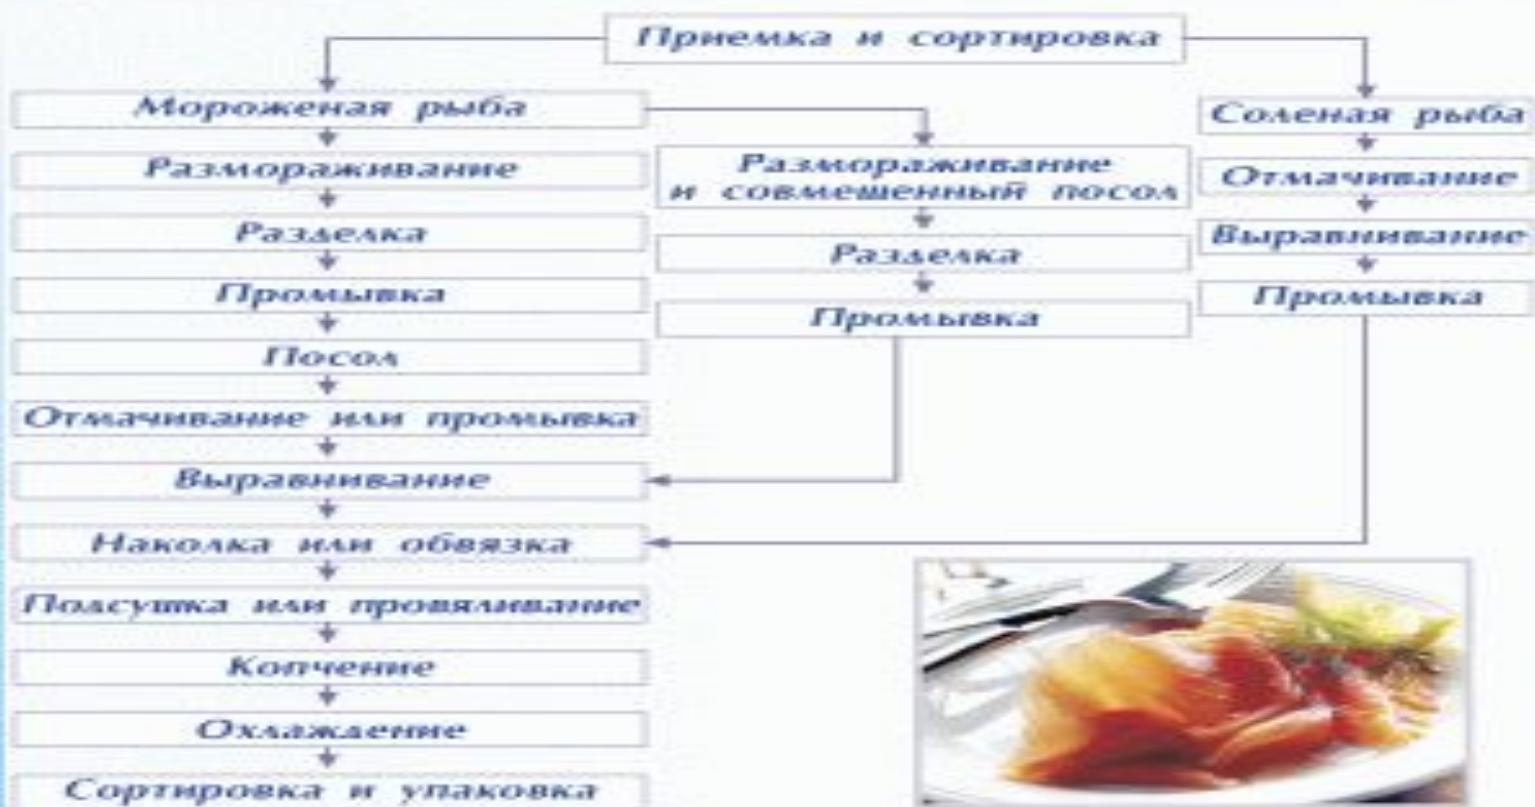 Приемка и сортировка
Мороженая рыба
Размораживание
Разделка
Промывка
Посол
Отмачивание или промывка
Выравнивание
Наколка или обвязка
Подсушка или провяливание
Копчение
Охлаждение
Сортировка и упаковка
Размораживание
и совмещенный посол
Разделка
Промывка
Соленая рыба
Отмачивание
Выравнивание
Промывка